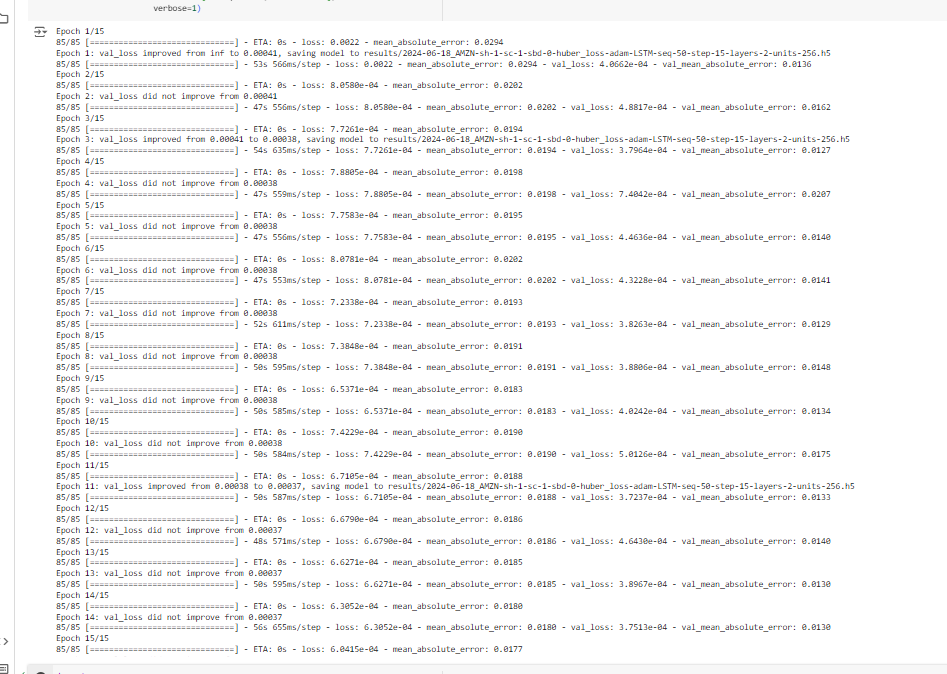 verbose=1)
Epoch 1/15
85/85 [==============================] - ETA: 0s - loss: 0.0022 - mean_absolute_error: 0.0294
Epoch 1: val_loss improved from inf to 0.00041, saving model to results/2024-06-18_AMZN-sh-1-sc-1-sbd-0-huber_loss-adam-LSTM-seq-50-step-15-layers-2-units-256.h5
85/85 [==============================] - 53s 566ms/step - loss: 0.0022 - mean_absolute_error: 0.0294 - val_loss: 4.0662e-04 - val_mean_absolute_error: 0.0136
Epoch 2/15
85/85 [==============================] - ETA: 0s - loss: 8.0580e-04 - mean_absolute_error: 0.0202
Epoch 2: val_loss did not improve from 0.00041
85/85 [==============================] - 47s 556ms/step - loss: 8.0580e-04 - mean_absolute_error: 0.0202 - val_loss: 4.8817e-04 - val_mean_absolute_error: 0.0162
Epoch 3/15
85/85 [==============================] - ETA: 0s - loss: 7.7261e-04 - mean_absolute_error: 0.0194
Epoch 3: val_loss improved from 0.00041 to 0.00038, saving model to results/2024-06-18_AMZN-sh-1-sc-1-sbd-0-huber_loss-adam-LSTM-seq-50-step-15-layers-2-units-256.h5
85/85 [==============================] - 54s 635ms/step - loss: 7.7261e-04 - mean_absolute_error: 0.0194 - val_loss: 3.7964e-04 - val_mean_absolute_error: 0.0127
Epoch 4/15
85/85 [==============================] - ETA: 0s - loss: 7.8805e-04 - mean_absolute_error: 0.0198
Epoch 4: val_loss did not improve from 0.00038
85/85 [==============================] - 47s 559ms/step - loss: 7.8805e-04 - mean_absolute_error: 0.0198 - val_loss: 7.4042e-04 - val_mean_absolute_error: 0.0207
Epoch 5/15
85/85 [==============================] - ETA: 0s - loss: 7.7583e-04 - mean_absolute_error: 0.0195
Epoch 5: val_loss did not improve from 0.00038
85/85 [==============================] - 47s 556ms/step - loss: 7.7583e-04 - mean_absolute_error: 0.0195 - val_loss: 4.4636e-04 - val_mean_absolute_error: 0.0140
Epoch 6/15
85/85 [==============================] - ETA: 0s - loss: 8.0781e-04 - mean_absolute_error: 0.0202
Epoch 6: val_loss did not improve from 0.00038
85/85 [==============================] - 47s 553ms/step - loss: 8.0781e-04 - mean_absolute_error: 0.0202 - val_loss: 4.3228e-04 - val_mean_absolute_error: 0.0141
Epoch 7/15
85/85 [==============================] - ETA: 0s - loss: 7.2338e-04 - mean_absolute_error: 0.0193
Epoch 7: val_loss did not improve from 0.00038
85/85 [==============================] - 52s 611ms/step - loss: 7.2338e-04 - mean_absolute_error: 0.0193 - val_loss: 3.8263e-04 - val_mean_absolute_error: 0.0129
Epoch 8/15
85/85 [==============================] - ETA: 0s - loss: 7.3848e-04 - mean_absolute_error: 0.0191
Epoch 8: val_loss did not improve from 0.00038
85/85 [==============================] - 50s 595ms/step - loss: 7.3848e-04 - mean_absolute_error: 0.0191 - val_loss: 3.8806e-04 - val_mean_absolute_error: 0.0148
Epoch 9/15
85/85 [==============================] - ETA: 0s - loss: 6.5371e-04 - mean_absolute_error: 0.0183
Epoch 9: val_loss did not improve from 0.00038
85/85 [==============================] - 50s 585ms/step - loss: 6.5371e-04 - mean_absolute_error: 0.0183 - val_loss: 4.0242e-04 - val_mean_absolute_error: 0.0134
Epoch 10/15
85/85 [==============================] - ETA: 0s - loss: 7.4229e-04 - mean_absolute_error: 0.0190
Epoch 10: val_loss did not improve from 0.00038
85/85 [==============================] - 50s 584ms/step - loss: 7.4229e-04 - mean_absolute_error: 0.0190 - val_loss: 5.0126e-04 - val_mean_absolute_error: 0.0175
Epoch 11/15
85/85 [==============================] - ETA: 0s - loss: 6.7105e-04 - mean_absolute_error: 0.0188
Epoch 11: val_loss improved from 0.00038 to 0.00037, saving model to results/2024-06-18_AMZN-sh-1-sc-1-sbd-0-huber_loss-adam-LSTM-seq-50-step-15-layers-2-units-256.h5
85/85 [==============================] - 50s 587ms/step - loss: 6.7105e-04 - mean_absolute_error: 0.0188 - val_loss: 3.7237e-04 - val_mean_absolute_error: 0.0133
Epoch 12/15
85/85 [==============================] - ETA: 0s - loss: 6.6790e-04 - mean_absolute_error: 0.0186
Epoch 12: val_loss did not improve from 0.00037
85/85 [==============================] - 48s 571ms/step - loss: 6.6790e-04 - mean_absolute_error: 0.0186 - val_loss: 4.6430e-04 - val_mean_absolute_error: 0.0140
Epoch 13/15
85/85 [==============================] - ETA: 0s - loss: 6.6271e-04 - mean_absolute_error: 0.0185
Epoch 13: val_loss did not improve from 0.00037
85/85 [==============================] - 50s 595ms/step - loss: 6.6271e-04 - mean_absolute_error: 0.0185 - val_loss: 3.8967e-04 - val_mean_absolute_error: 0.0130
Epoch 14/15
85/85 [==============================] - ETA: 0s - loss: 6.3052e-04 - mean_absolute_error: 0.0180
Epoch 14: val_loss did not improve from 0.00037
85/85 [==============================] - 56s 655ms/step - loss: 6.3052e-04 - mean_absolute_error: 0.0180 - val_loss: 3.7513e-04 - val_mean_absolute_error: 0.0130
Epoch 15/15
85/85 [==============================] - ETA: 0s - loss: 6.0415e-04 - mean_absolute_error: 0.0177